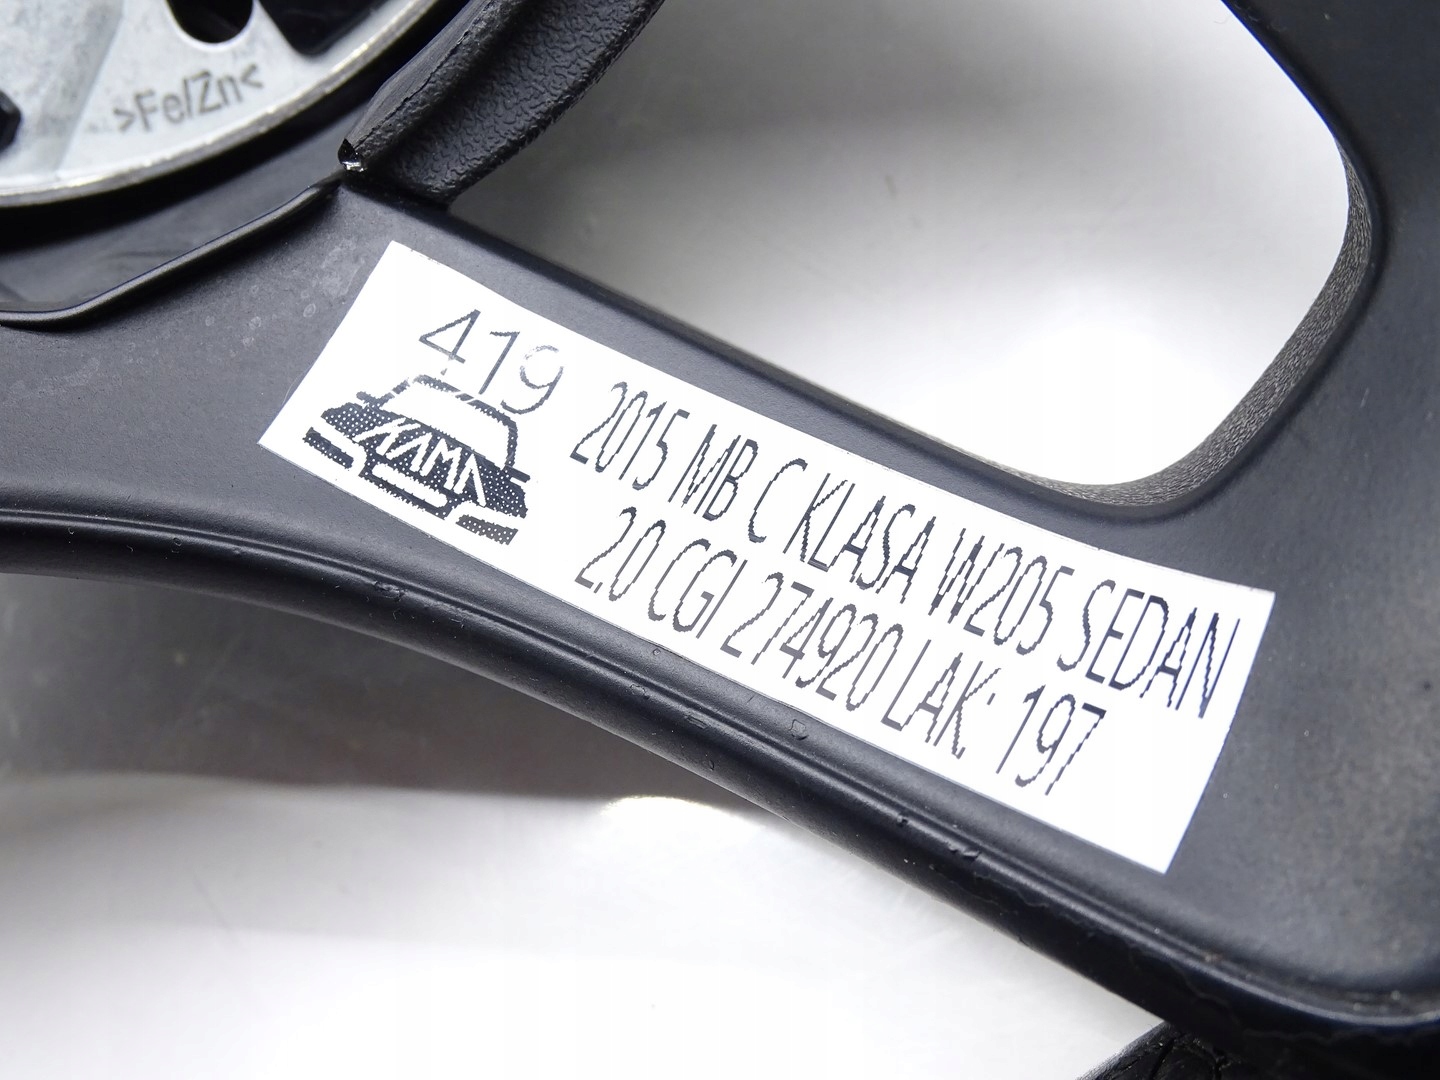 >Fe/Zn<
419
KAMA
2015 MB C KLASA W205 SEDAN
2.0 CGI 274920 LAK: 197